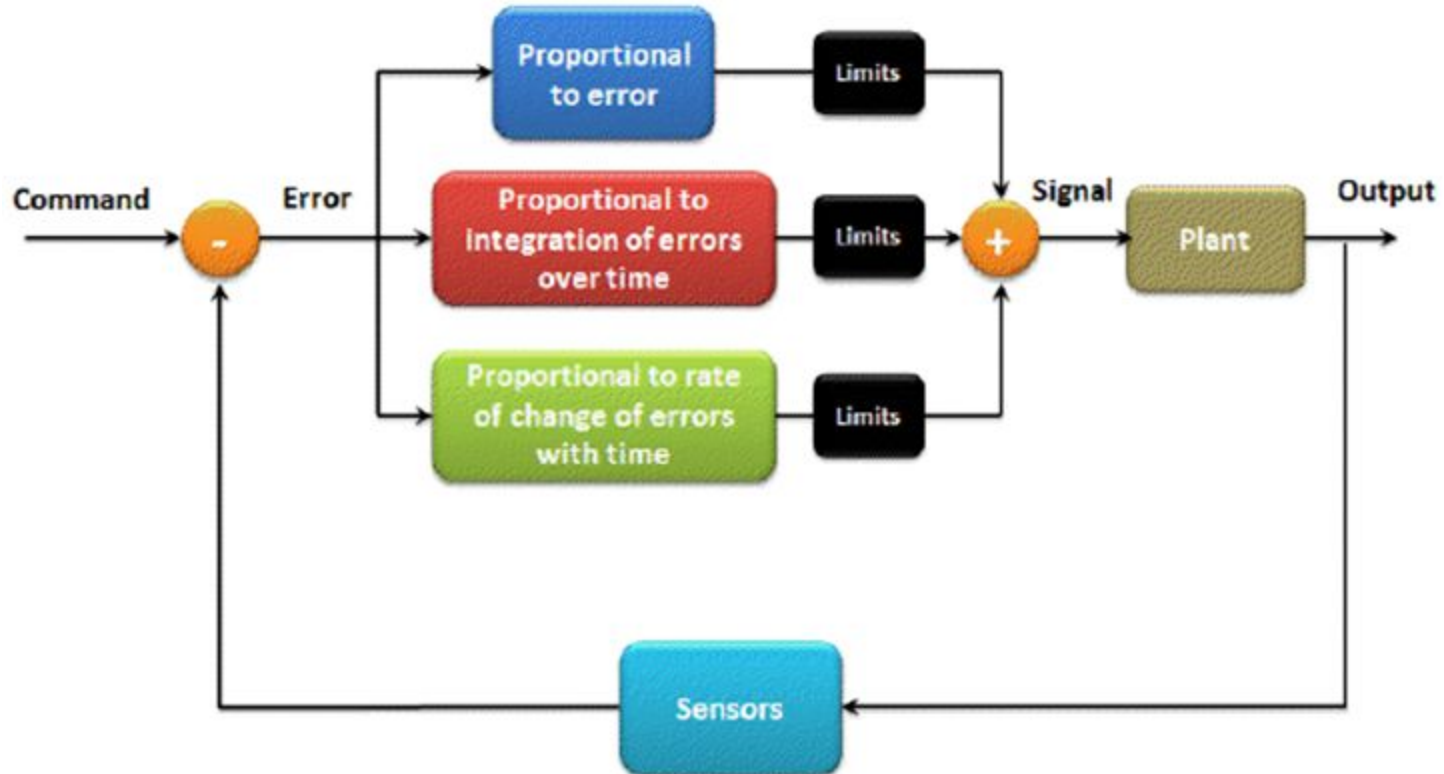 Proportional
to error
Limits
Command
Error
Proportional to
integration of errors
over time
Limits
Signal
Output
-
+
Plant
Proportional to rate
of change of errors
with time
Limits
Sensors